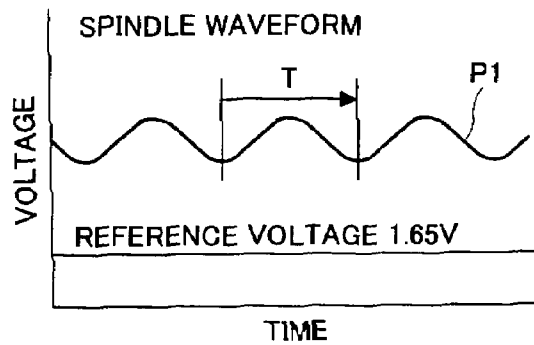 SPINDLE WAVEFORM
T
P1
VOLTAGE
REFERENCE VOLTAGE 1.65V
TIME